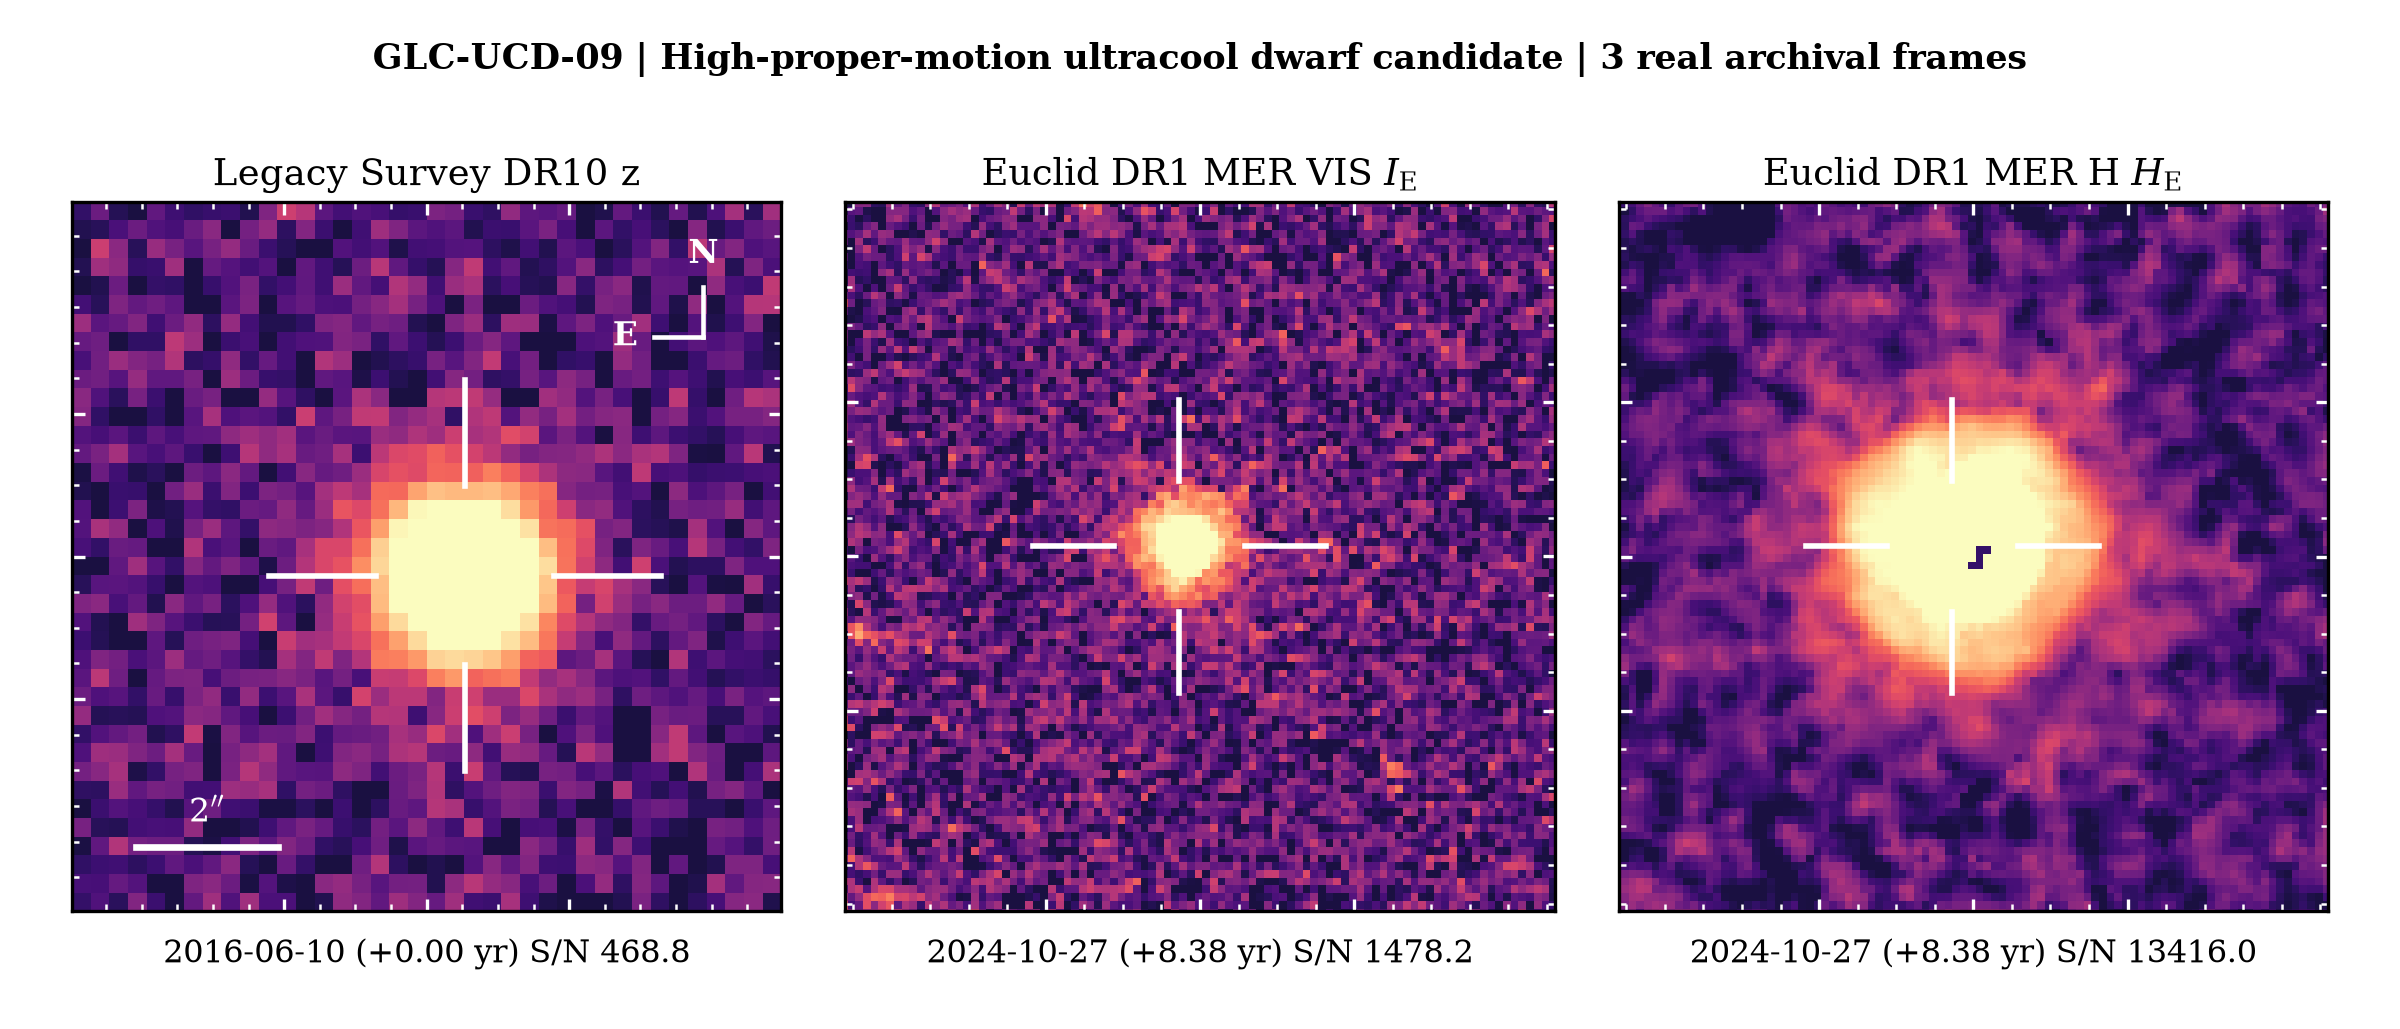 GLC-UCD-09 | High-proper-motion ultracool dwarf candidate | 3 real archival frames
Legacy Survey DR10 z
Euclid DR1 MER VIS I_E
Euclid DR1 MER H H_E
N
E
2″
2016-06-10 (+0.00 yr) S/N 468.8
2024-10-27 (+8.38 yr) S/N 1478.2
2024-10-27 (+8.38 yr) S/N 13416.0